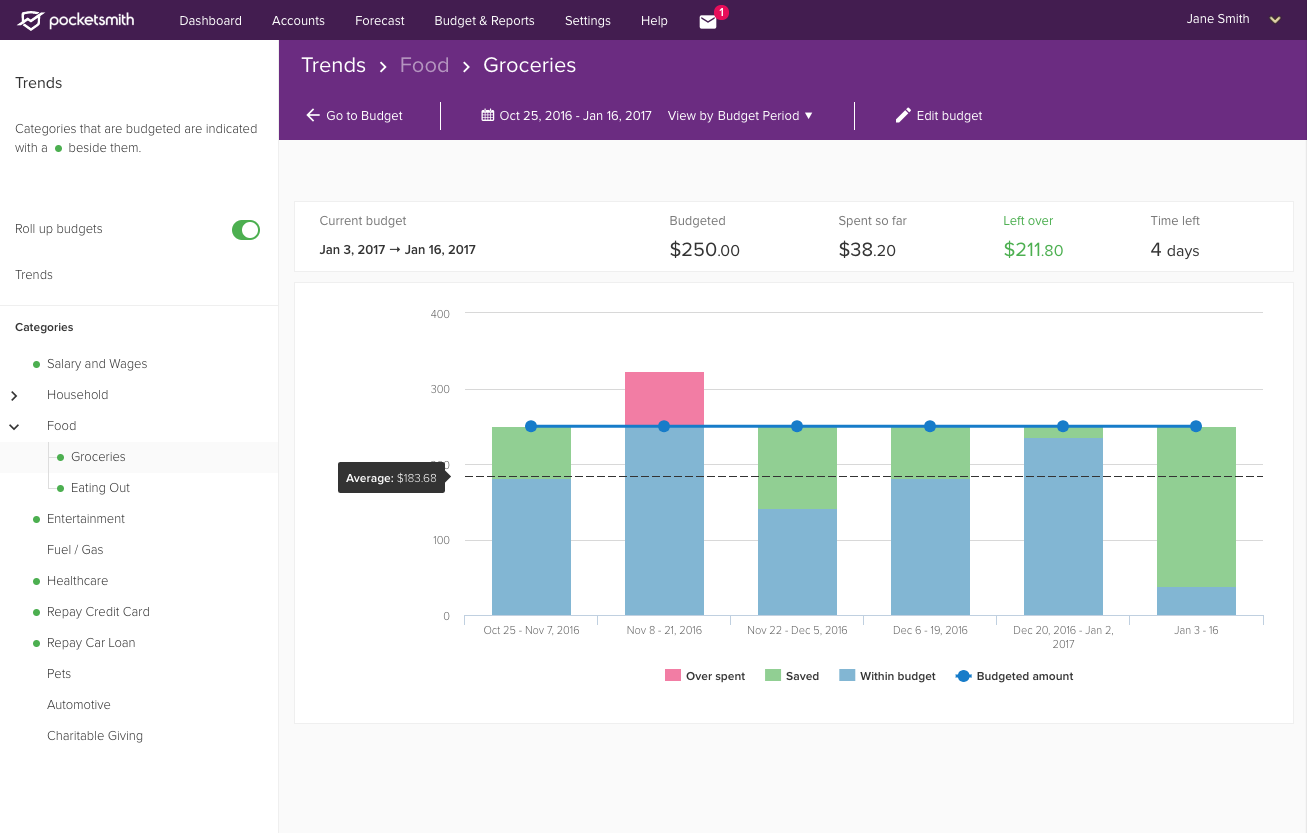 pocketsmith
Dashboard
Accounts
Forecast
Budget & Reports
Settings
Help
1
Jane Smith
Trends
Categories that are budgeted are indicated
with a beside them.
Roll up budgets
Trends
Categories
Salary and Wages
Household
Food
Groceries
Eating Out
Entertainment
Fuel / Gas
Healthcare
Repay Credit Card
Repay Car Loan
Pets
Automotive
Charitable Giving
Trends > Food > Groceries
Go to Budget
Oct 25, 2016 - Jan 16, 2017
View by Budget Period ▼
Edit budget
Current budget
Jan 3, 2017 → Jan 16, 2017
Budgeted
$250.00
Spent so far
$38.20
Left over
$211.80
Time left
4 days
400
300
Average: $183.68
100
0
Oct 25 - Nov 7, 2016
Nov 8 - 21, 2016
Nov 22 - Dec 5, 2016
Dec 6 - 19, 2016
Dec 20, 2016 - Jan 2,
2017
Jan 3 - 16
Over spent
Saved
Within budget
Budgeted amount